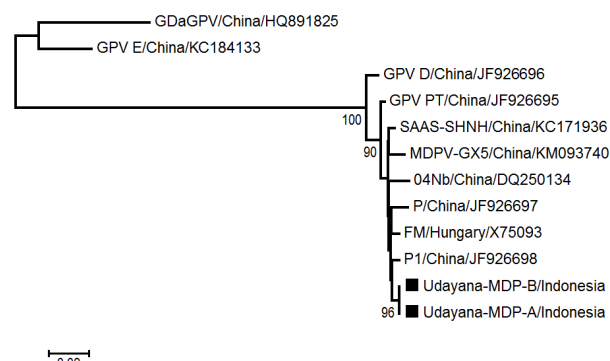 GDaGPV/China/HQ891825
GPV E/China/KC184133
GPV D/China/JF926696
GPV PT/China/JF926695
100
SAAS-SHNH/China/KC171936
90
MDPV-GX5/China/KM093740
04Nb/China/DQ250134
P/China/JF926697
FM/Hungary/X75093
P1/China/JF926698
Udayana-MDP-B/Indonesia
96
Udayana-MDP-A/Indonesia